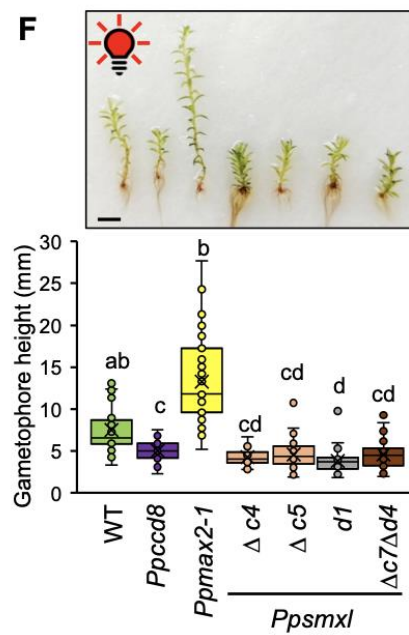 F
Gametophore height (mm)
30
25
20
15
10
5
0
ab
c
b
cd
cd
d
cd
WT
Ppccd8
Ppmax2-1
Δ c4
Δ c5
d1
Δc7Δd4
Ppsmxl